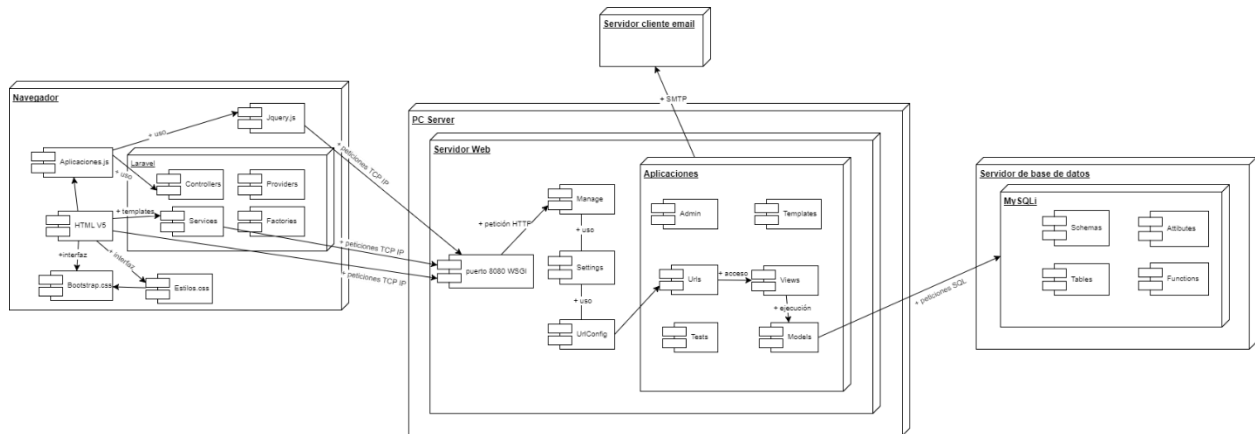 Servidor cliente email
+ SMTP
Navegador
Jquery.js
+ uso
Aplicaciones.js
+ uso
Laravel
Controllers
Providers
+ templates
HTML V5
Services
Factories
+interfaz
+ interfaz
Bootstrap.css
Estilos.css
+ peticiones TCP IP
+ peticiones TCP IP
+ peticiones TCP IP
PC Server
Servidor Web
puerto 8080 WSGI
+ petición HTTP
Manage
+ uso
Settings
+ uso
UrlConfig
Aplicaciones
Admin
Templates
Urls
+ acceso
Views
+ ejecución
Tests
Models
+ peticiones SQL
Servidor de base de datos
MySQLi
Schemas
Attibutes
Tables
Functions